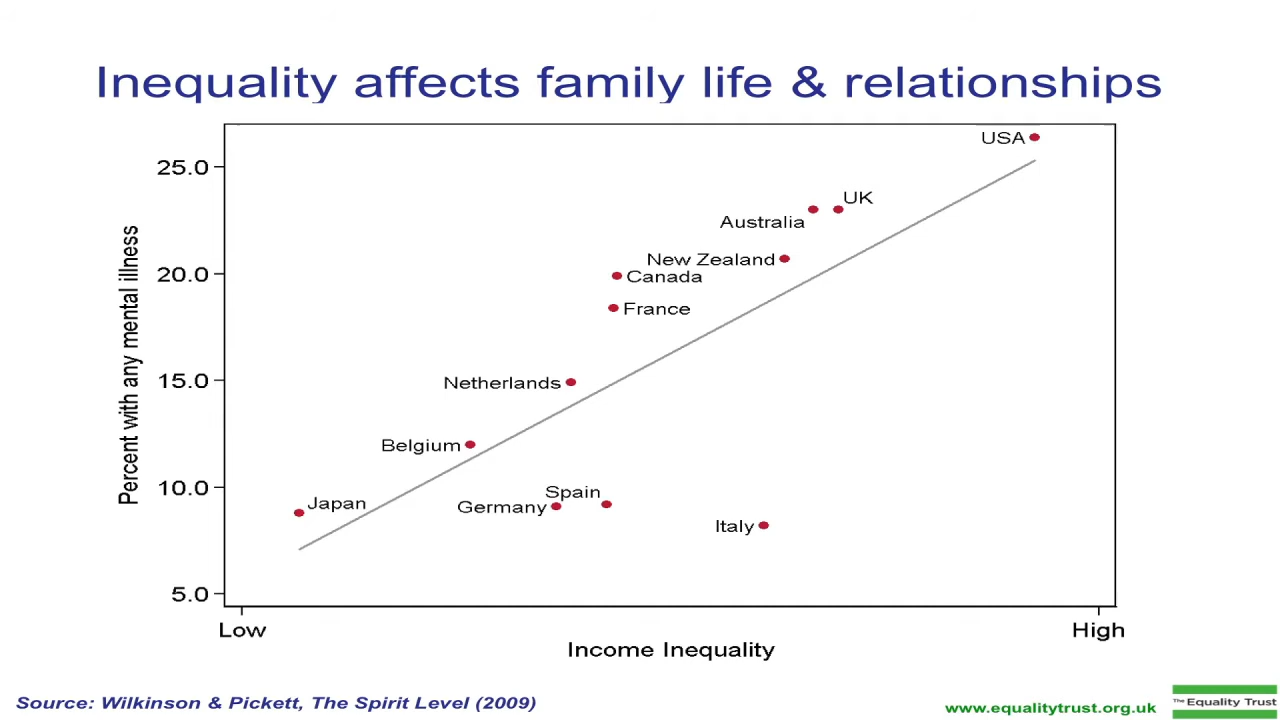 Inequality affects family life & relationships
Percent with any mental illness
25.0
20.0
15.0
10.0
5.0
USA
UK
Australia
New Zealand
Canada
France
Netherlands
Belgium
Japan
Spain
Germany
Italy
Low
High
Income Inequality
Source: Wilkinson & Pickett, The Spirit Level (2009)
www.equalitytrust.org.uk
The Equality Trust